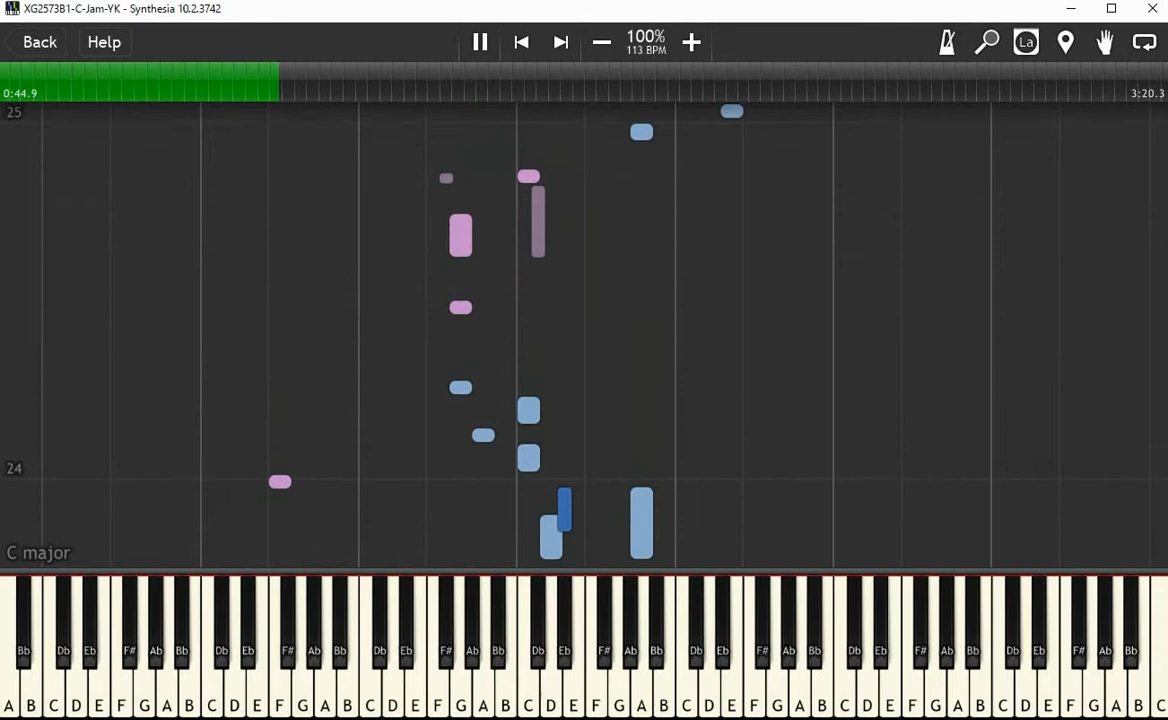 XG2573B1-C-Jam-YK - Synthesia 10.2.3742
Back Help 100% La
113 BPM
0:44.9 3:20.3
25
24
C major
Bb Db Eb F# Ab Bb Db Eb F# Ab Bb Db Eb F# Ab Bb Db Eb F# Ab Bb Db Eb F# Ab Bb Db Eb F# Ab Bb Db Eb F# Ab Bb
A B C D E F G A B C D E F G A B C D E F G A B C D E F G A B C D E F G A B C D E F G A B C D E F G A B C